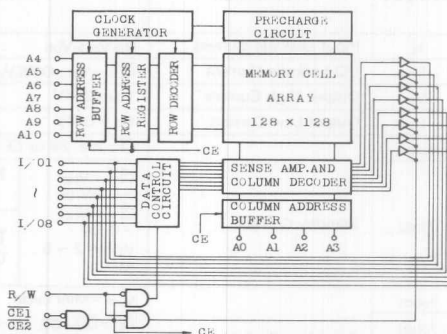 CLOCK
GENERATOR
PRECHARGE
CIRCUIT
A4
A5
A6
A7
A8
A9
A10
ROW ADDRESS
BUFFER
ROW ADDRESS
REGISTER
ROW DECODER
MEMORY CELL
ARRAY
128 × 128
CE
I/O1
~
I/O8
DATA
CONTROL
CIRCUIT
SENSE AMP.AND
COLUMN DECODER
COLUMN ADDRESS
BUFFER
CE
A0 A1 A2 A3
R/W
CE1
CE2
CE